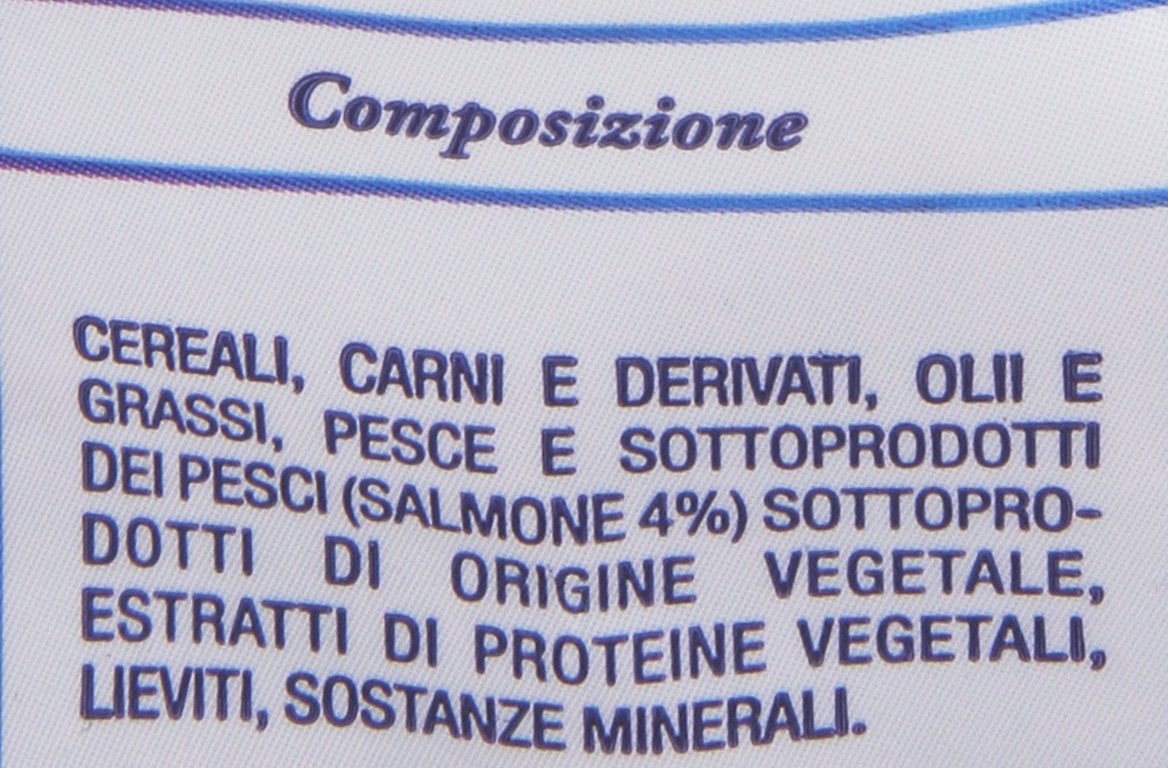 Composizione
CEREALI, CARNI E DERIVATI, OLII E
GRASSI, PESCE E SOTTOPRODOTTI
DEI PESCI (SALMONE 4%) SOTTOPRO-
DOTTI DI ORIGINE VEGETALE,
ESTRATTI DI PROTEINE VEGETALI,
LIEVITI, SOSTANZE MINERALI.